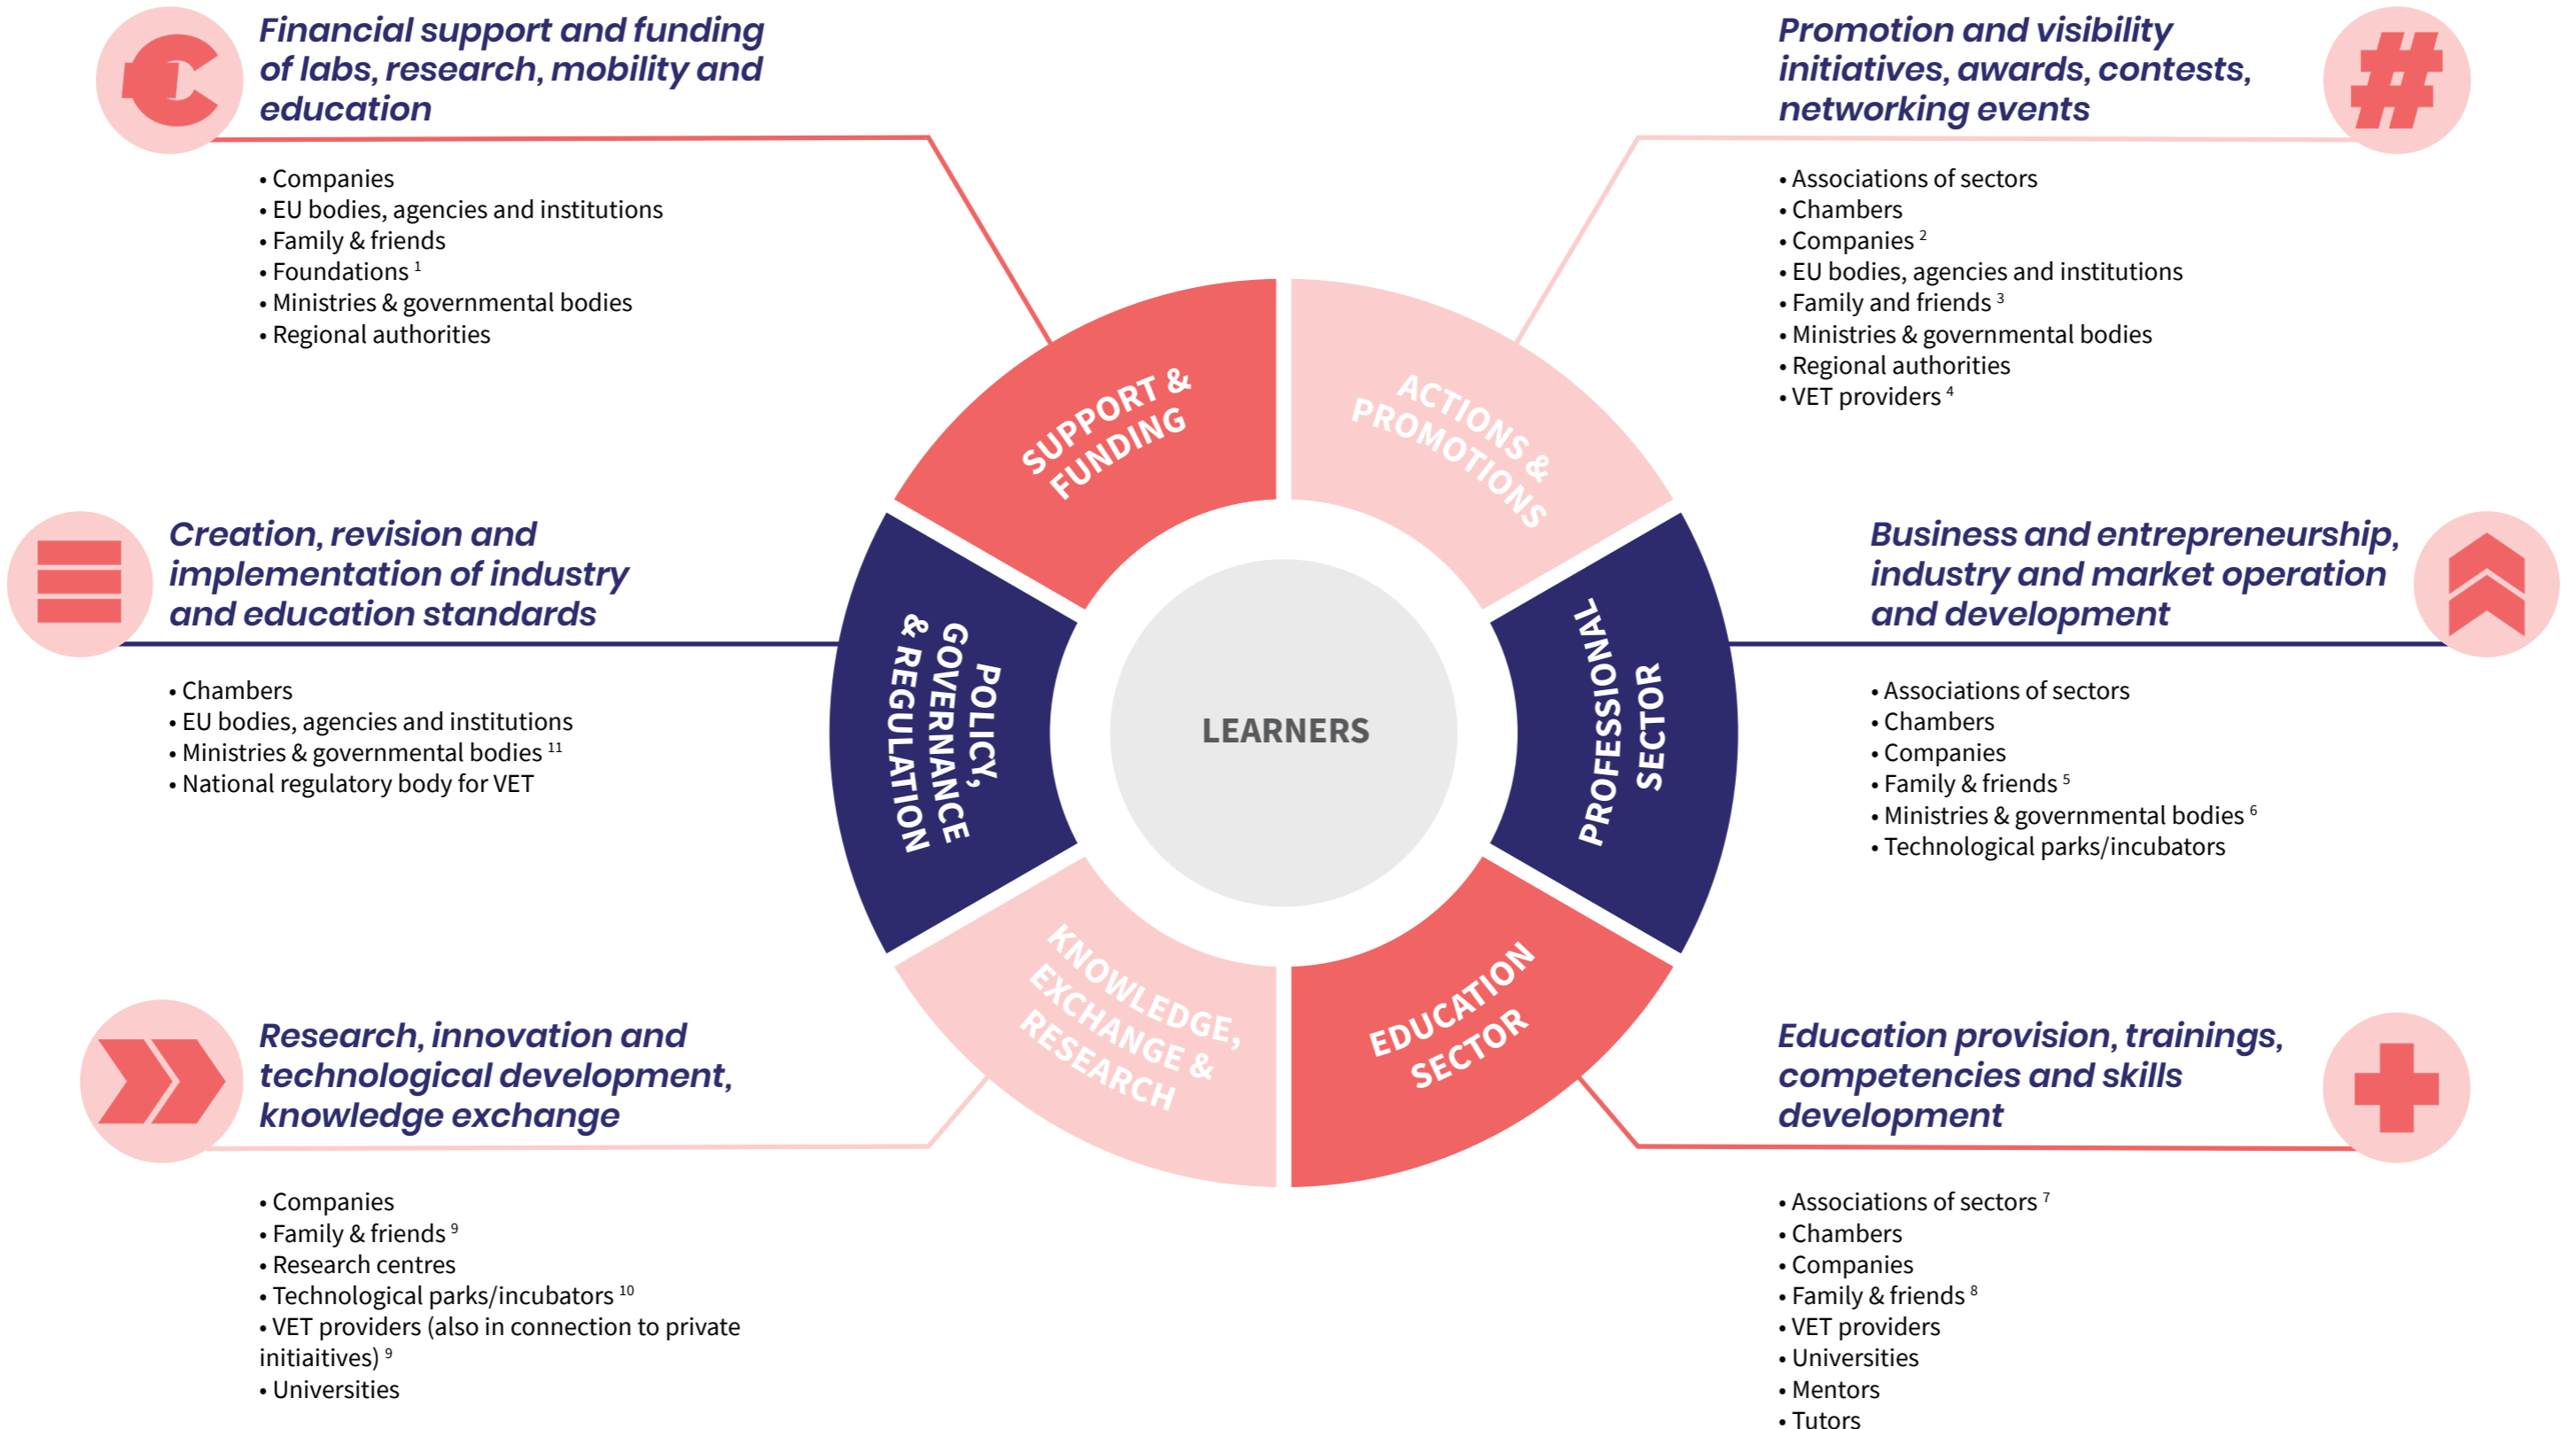 Financial support and funding
of labs, research, mobility and
education
• Companies
• EU bodies, agencies and institutions
• Family & friends
• Foundations 1
• Ministries & governmental bodies
• Regional authorities
Promotion and visibility
initiatives, awards, contests,
networking events
• Associations of sectors
• Chambers
• Companies 2
• EU bodies, agencies and institutions
• Family and friends 3
• Ministries & governmental bodies
• Regional authorities
• VET providers 4
SUPPORT &
FUNDING
ACTIONS &
PROMOTIONS
Creation, revision and
implementation of industry
and education standards
• Chambers
• EU bodies, agencies and institutions
• Ministries & governmental bodies 11
• National regulatory body for VET
POLICY,
GOVERNANCE
& REGULATION
LEARNERS
PROFESSIONAL
SECTOR
Business and entrepreneurship,
industry and market operation
and development
• Associations of sectors
• Chambers
• Companies
• Family & friends 5
• Ministries & governmental bodies 6
• Technological parks/incubators
KNOWLEDGE,
EXCHANGE &
RESEARCH
EDUCATION
SECTOR
Research, innovation and
technological development,
knowledge exchange
• Companies
• Family & friends 9
• Research centres
• Technological parks/incubators 10
• VET providers (also in connection to private
initiaitives) 9
• Universities
Education provision, trainings,
competencies and skills
development
• Associations of sectors 7
• Chambers
• Companies
• Family & friends 8
• VET providers
• Universities
• Mentors
• Tutors